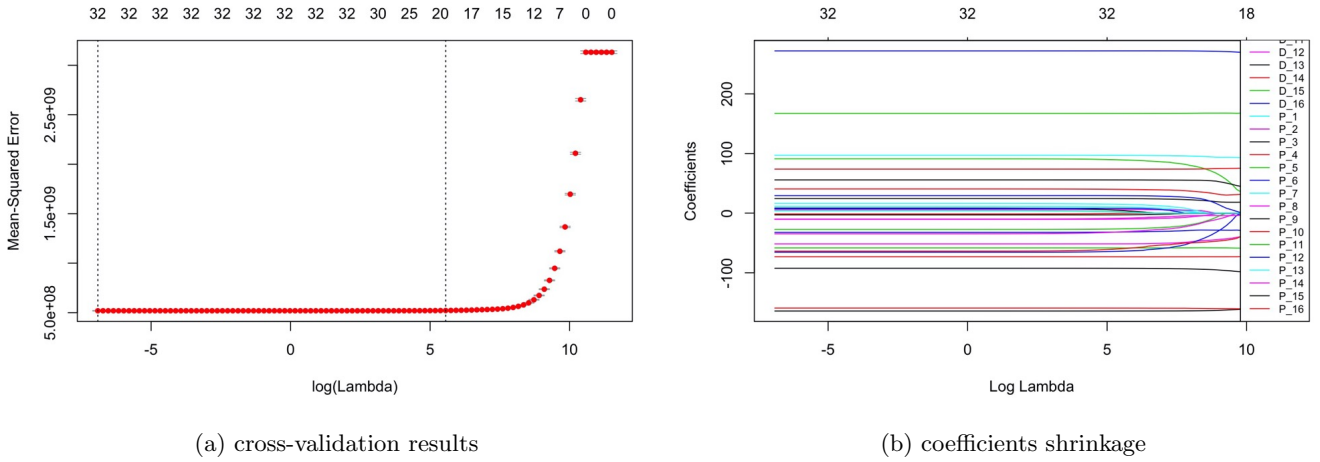 32 32 32 32 32 32 32 30 25 20 17 15 12 7 0 0
Mean-Squared Error
5.0e+08 1.5e+09 2.5e+09
-5 0 5 10
log(Lambda)
(a) cross-validation results
32 32 32 18
Coefficients
-100 0 100 200
D_11
D_12
D_13
D_14
D_15
D_16
P_1
P_2
P_3
P_4
P_5
P_6
P_7
P_8
P_9
P_10
P_11
P_12
P_13
P_14
P_15
P_16
-5 0 5 10
Log Lambda
(b) coefficients shrinkage